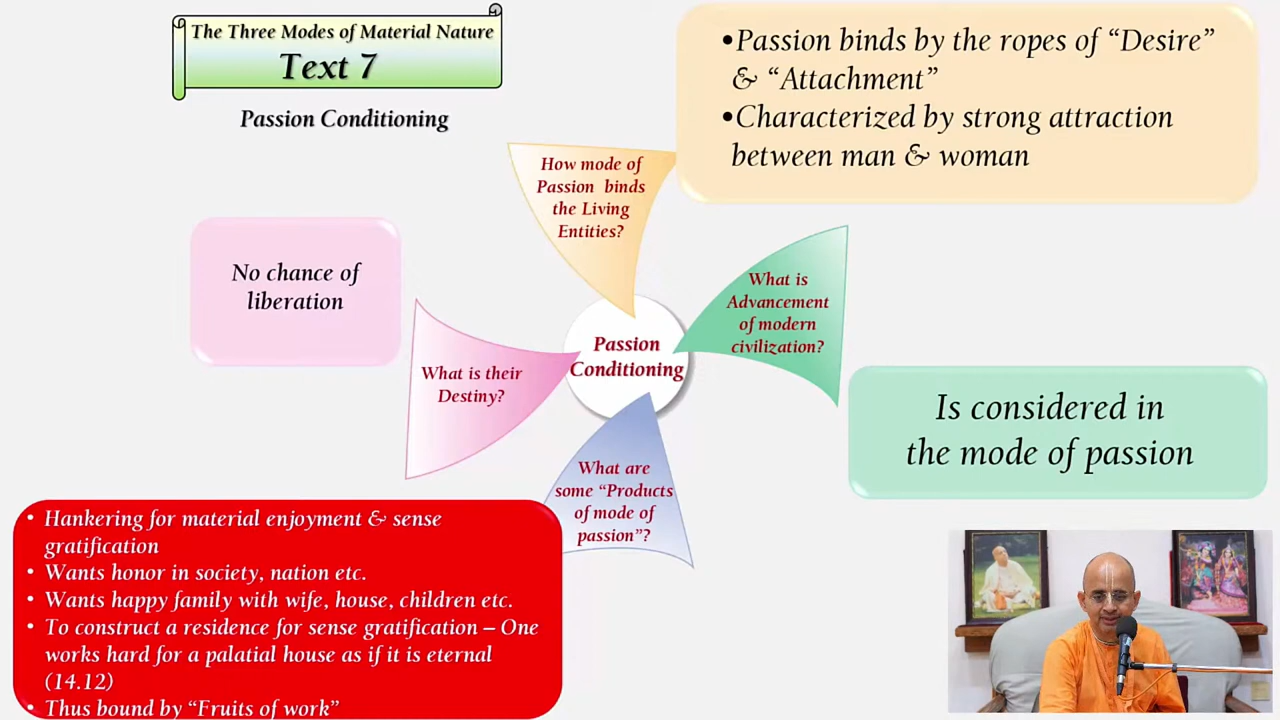 The Three Modes of Material Nature
Text 7
Passion Conditioning
•Passion binds by the ropes of “Desire”
& “Attachment”
•Characterized by strong attraction
between man & woman
How mode of
Passion binds
the Living
Entities?
What is
Advancement
of modern
civilization?
Is considered in
the mode of passion
Passion
Conditioning
No chance of
liberation
What is their
Destiny?
What are
some “Products
of mode of
passion”?
• Hankering for material enjoyment & sense
gratification
• Wants honor in society, nation etc.
• Wants happy family with wife, house, children etc.
• To construct a residence for sense gratification – One
works hard for a palatial house as if it is eternal
(14.12)
• Thus bound by “Fruits of work”